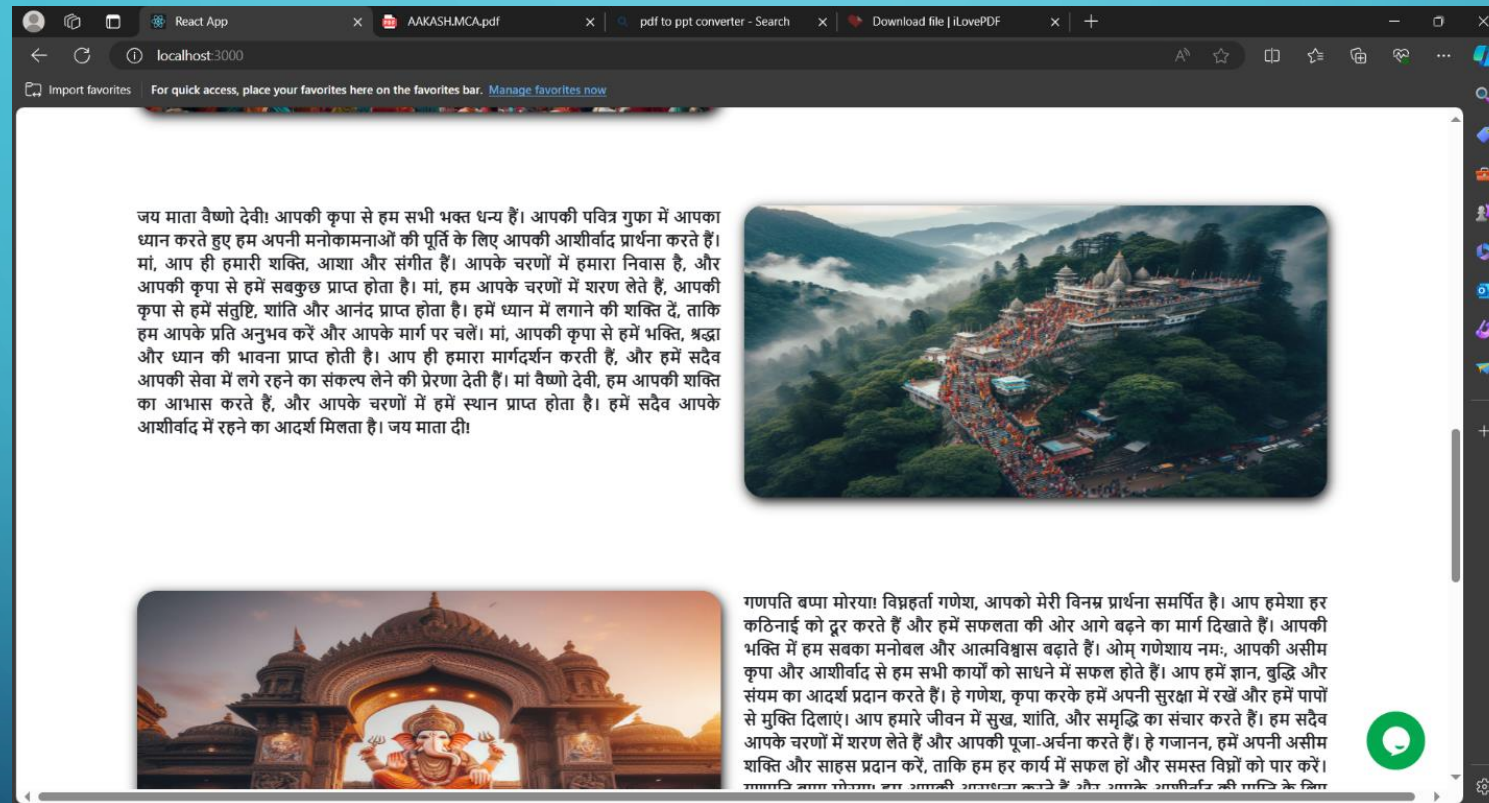 React App
AAKASH.MCA.pdf
pdf to ppt converter - Search
Download file | iLovePDF
localhost:3000
Import favorites
For quick access, place your favorites here on the favorites bar. Manage favorites now
जय माता वैष्णो देवी! आपकी कृपा से हम सभी भक्त धन्य हैं। आपकी पवित्र गुफा में आपका
ध्यान करते हुए हम अपनी मनोकामनाओं की पूर्ति के लिए आपकी आशीर्वाद प्रार्थना करते हैं।
मां, आप ही हमारी शक्ति, आशा और संगीत हैं। आपके चरणों में हमारा निवास है, और
आपकी कृपा से हमें सबकुछ प्राप्त होता है। मां, हम आपके चरणों में शरण लेते हैं, आपकी
कृपा से हमें संतुष्टि, शांति और आनंद प्राप्त होता है। हमें ध्यान में लगाने की शक्ति दें, ताकि
हम आपके प्रति अनुभव करें और आपके मार्ग पर चलें। मां, आपकी कृपा से हमें भक्ति, श्रद्धा
और ध्यान की भावना प्राप्त होती है। आप ही हमारा मार्गदर्शन करती हैं, और हमें सदैव
आपकी सेवा में लगे रहने का संकल्प लेने की प्रेरणा देती हैं। मां वैष्णो देवी, हम आपकी शक्ति
का आभास करते हैं, और आपके चरणों में हमें स्थान प्राप्त होता है। हमें सदैव आपके
आशीर्वाद में रहने का आदर्श मिलता है। जय माता दी!
गणपति बप्पा मोरया! विघ्नहर्ता गणेश, आपको मेरी विनम्र प्रार्थना समर्पित है। आप हमेशा हर
कठिनाई को दूर करते हैं और हमें सफलता की ओर आगे बढ़ने का मार्ग दिखाते हैं। आपकी
भक्ति में हम सबका मनोबल और आत्मविश्वास बढ़ाते हैं। ओम् गणेशाय नमः, आपकी असीम
कृपा और आशीर्वाद से हम सभी कार्यों को साधने में सफल होते हैं। आप हमें ज्ञान, बुद्धि और
संयम का आदर्श प्रदान करते हैं। हे गणेश, कृपा करके हमें अपनी सुरक्षा में रखें और हमें पापों
से मुक्ति दिलाएं। आप हमारे जीवन में सुख, शांति, और समृद्धि का संचार करते हैं। हम सदैव
आपके चरणों में शरण लेते हैं और आपकी पूजा-अर्चना करते हैं। हे गजानन, हमें अपनी असीम
शक्ति और साहस प्रदान करें, ताकि हम हर कार्य में सफल हों और समस्त विघ्नों को पार करें।